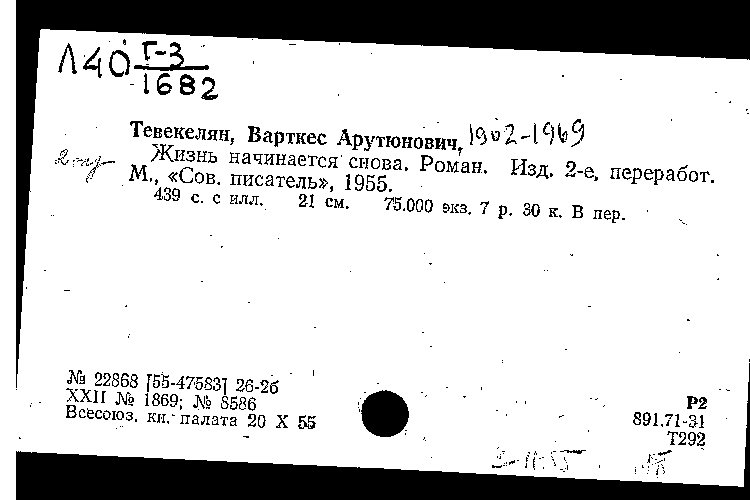 Л40 Г-3
1682
Тевекелян, Варткес Арутюнович, 1902-1969
Жизнь начинается снова. Роман. Изд. 2-е, переработ.
М., «Сов. писатель», 1955.
439 с. с илл. 21 см. 75.000 экз. 7 р. 30 к. В пер.
№ 22868 [55-47583] 26-2б
XXII № 1869; № 8586
Всесоюз. кн. палата 20 X 55
Р2
891.71-31
Т292